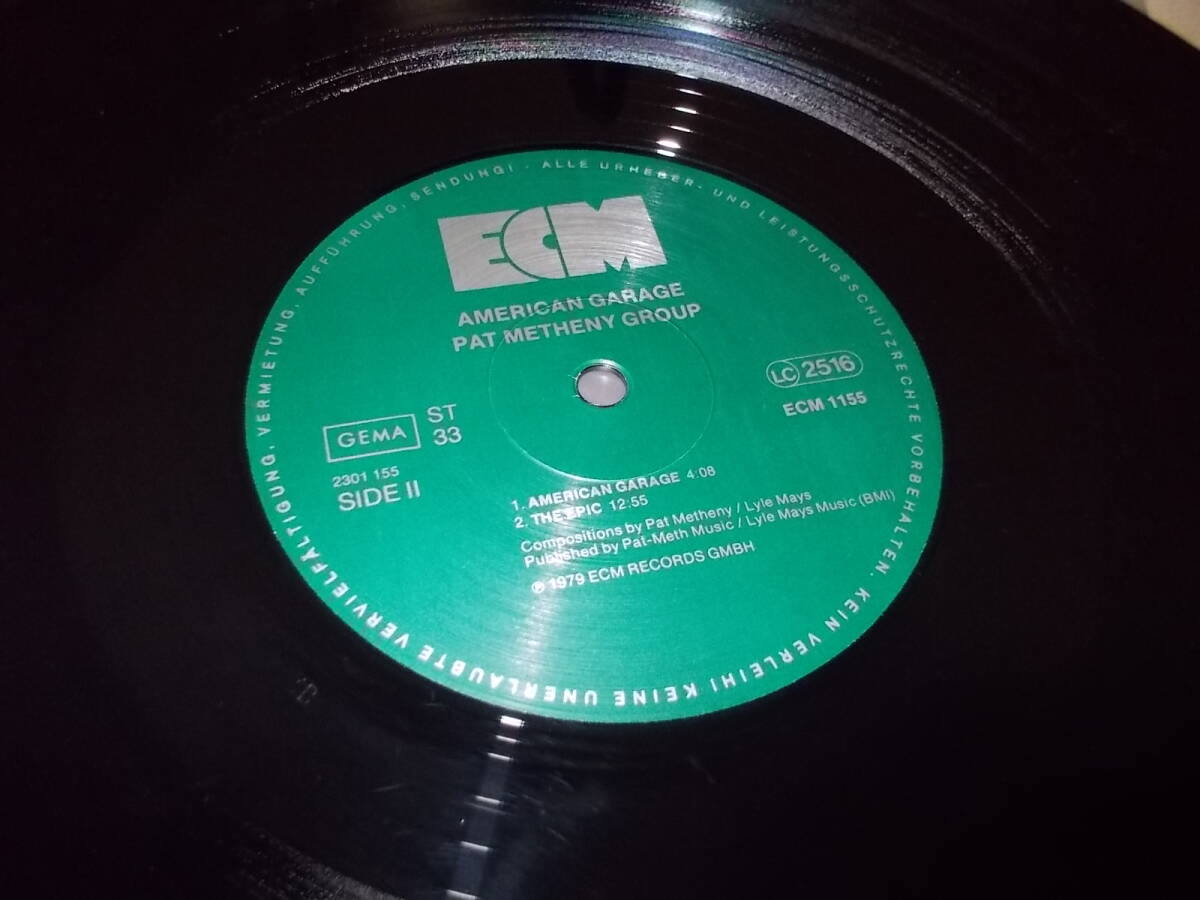 ALLE URHEBER- UND LEISTUNGSSCHUTZRECHTE VORBEHALTEN. KEIN VERLEIH! KEINE UNERLAUBTE VERVIELFÄLTIGUNG, VERMIETUNG, AUFFÜHRUNG, SENDUNG! ·
ECM
AMERICAN GARAGE
PAT METHENY GROUP
LC 2516
ECM 1155
GEMA
ST
33
2301 155
SIDE II
1. AMERICAN GARAGE 4:08
2. THE EPIC 12:55
Compositions by Pat Metheny / Lyle Mays
Published by Pat-Meth Music / Lyle Mays Music (BMI)
℗ 1979 ECM RECORDS GMBH